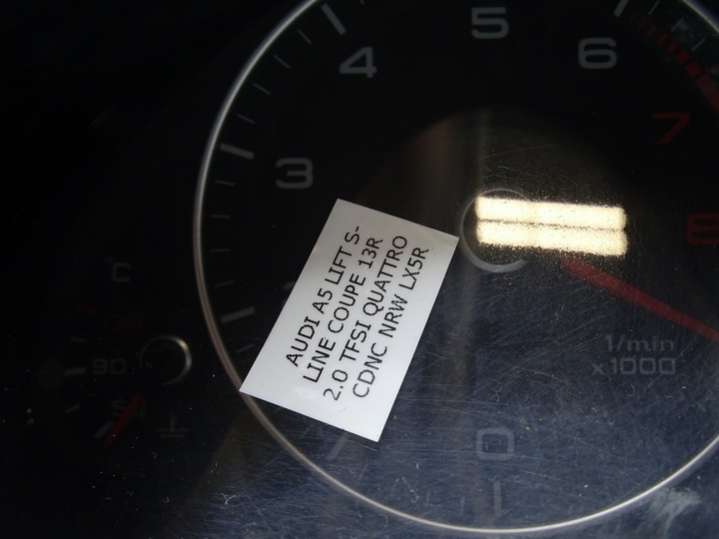 5
4
6
7
3
8
AUDI A5 LIFT S-
LINE COUPE 13R
2.0 TFSI QUATTRO
CDNC NRW LX5R
C
90
1/min
x1000
0